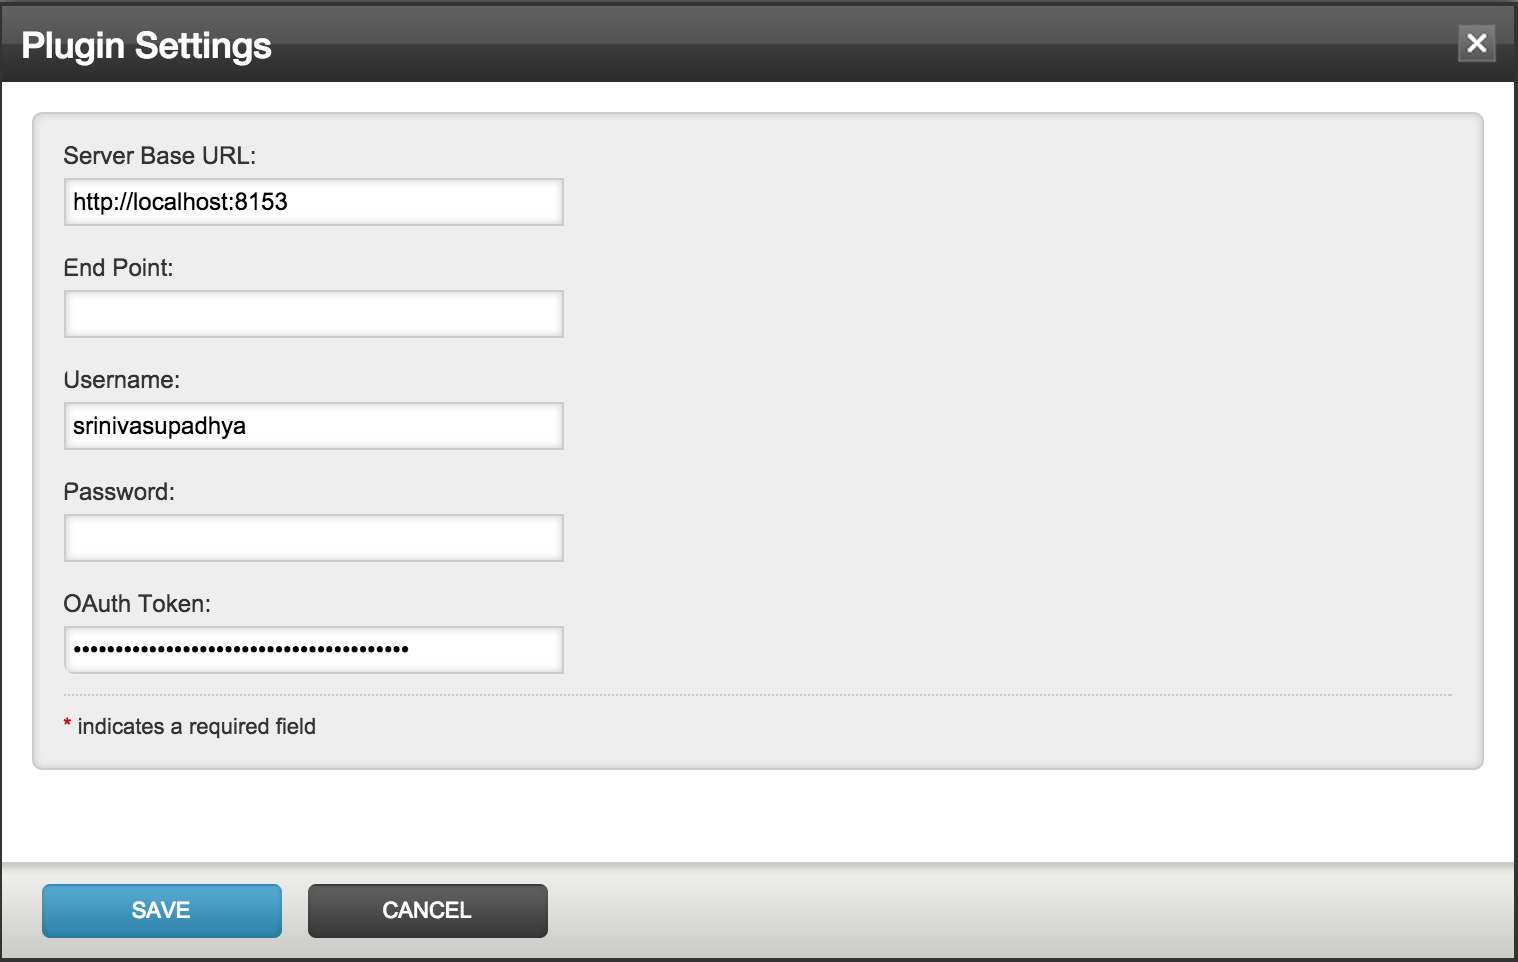 Plugin Settings
Server Base URL:
http://localhost:8153
End Point:
Username:
srinivasupadhya
Password:
OAuth Token:
••••••••••••••••••••••••••••••••••••••••
* indicates a required field
SAVE
CANCEL